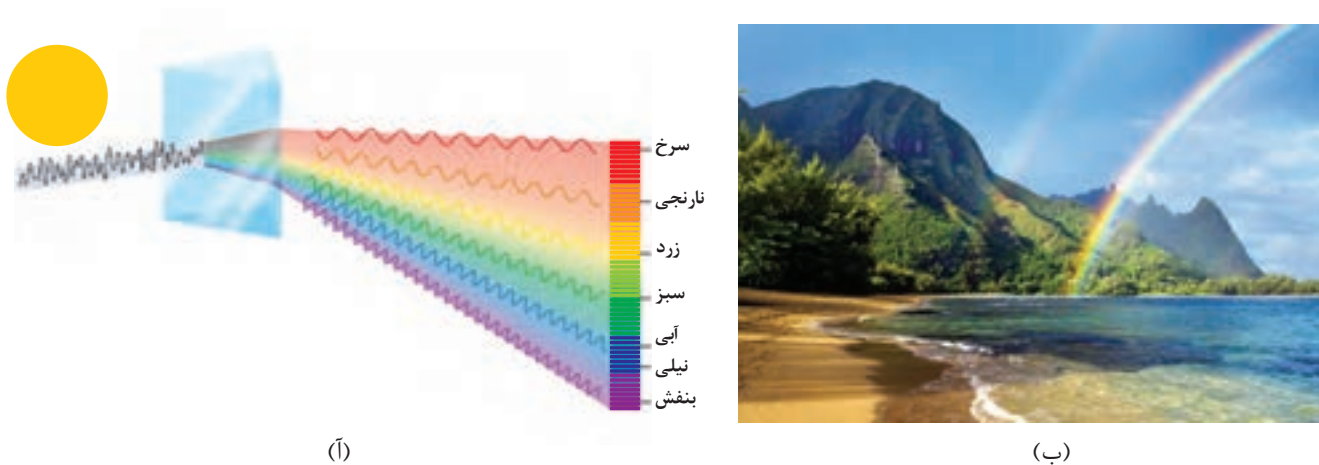 سرخ
نارنجی
زرد
سبز
آبی
نیلی
بنفش
(آ)
(ب)